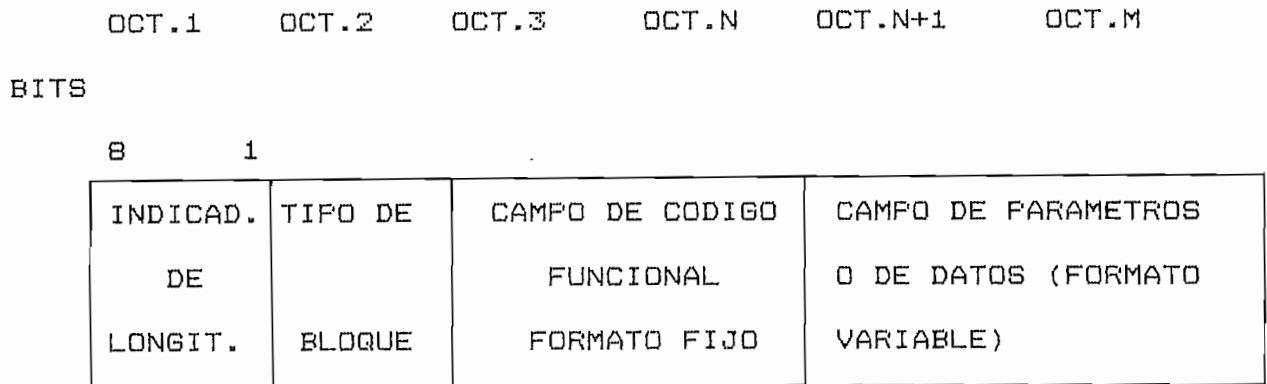 OCT.1 OCT.2 OCT.3 OCT.N OCT.N+1 OCT.M
BITS
8 1
INDICAD. TIPO DE CAMPO DE CODIGO CAMPO DE PARAMETROS
DE FUNCIONAL O DE DATOS (FORMATO
LONGIT. BLOQUE FORMATO FIJO VARIABLE)